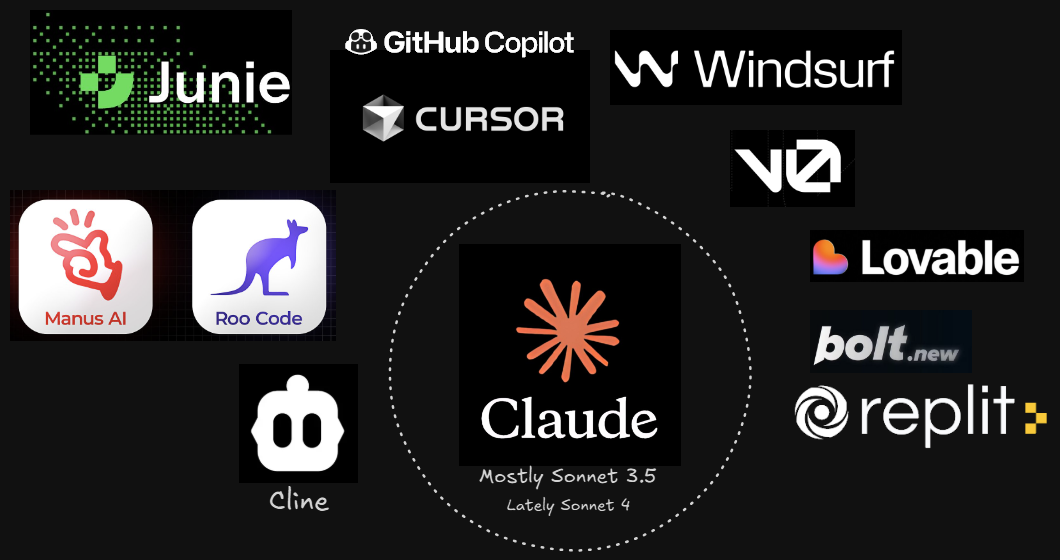 Junie
GitHub Copilot
CURSOR
Windsurf
v0
Manus AI
Roo Code
Lovable
bolt.new
replit
Cline
Claude
Mostly Sonnet 3.5
Lately Sonnet 4